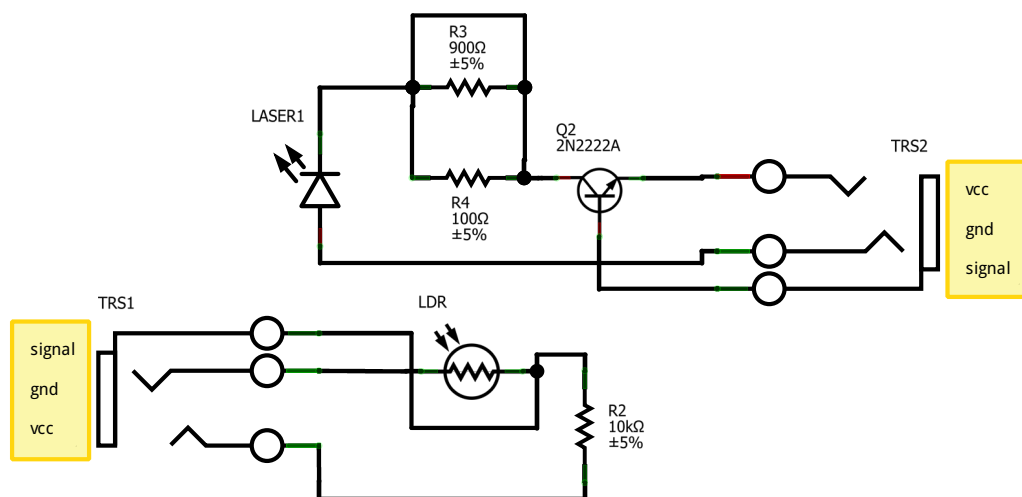 R3
900Ω
±5%
LASER1
Q2
2N2222A
TRS2
vcc
gnd
signal
R4
100Ω
±5%
TRS1
LDR
signal
gnd
vcc
R2
10kΩ
±5%